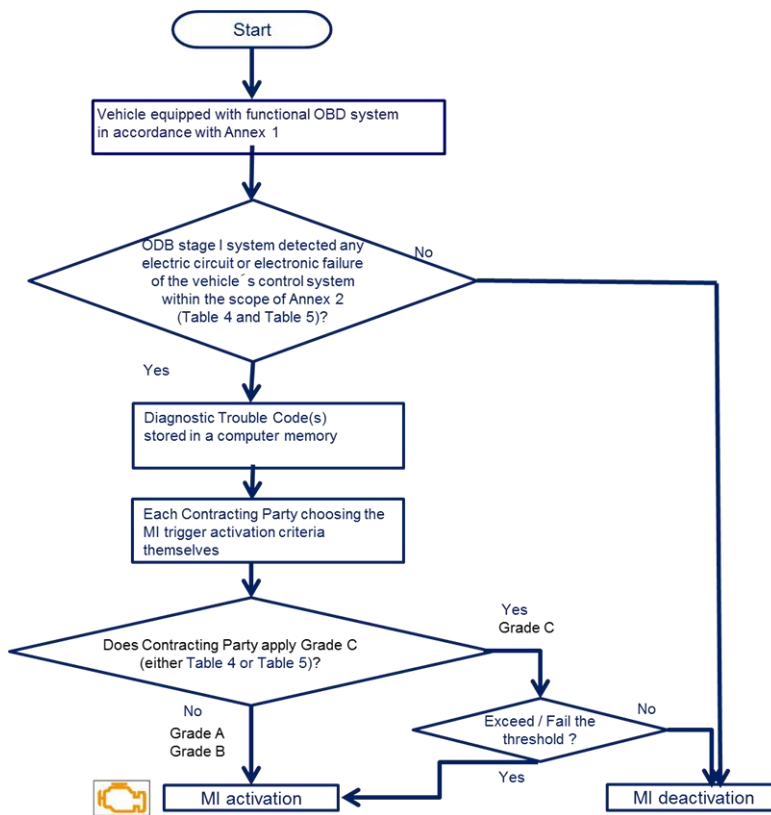 Start
Vehicle equipped with functional OBD system
in accordance with Annex 1
ODB stage I system detected any
electric circuit or electronic failure
of the vehicle´s control system
within the scope of Annex 2
(Table 4 and Table 5)?
No
Yes
Diagnostic Trouble Code(s)
stored in a computer memory
Each Contracting Party choosing the
MI trigger activation criteria
themselves
Does Contracting Party apply Grade C
(either Table 4 or Table 5)?
Yes
Grade C
No
Grade A
Grade B
Exceed / Fail the
threshold ?
No
Yes
MI activation
MI deactivation